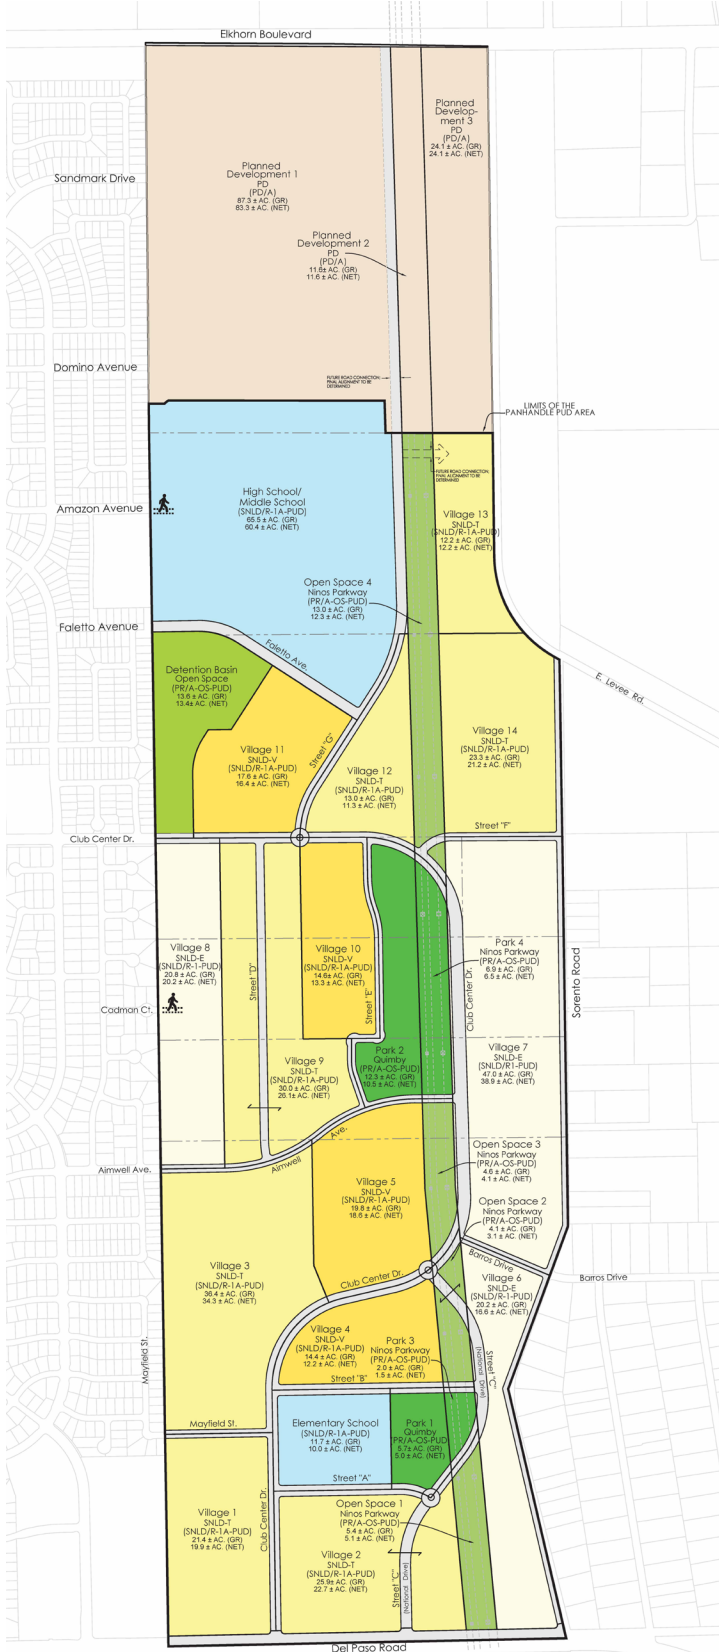 Elkhorn Boulevard
Planned
Develop-
ment 3
PD
(PD/A)
24.1 ± AC. (GR)
24.1 ± AC. (NET)
Sandmark Drive
Planned
Development 1
PD
(PD/A)
87.3 ± AC. (GR)
83.3 ± AC. (NET)
Planned
Development 2
PD
(PD/A)
11.6± AC. (GR)
11.6 ± AC. (NET)
Domino Avenue
FUTURE ROAD CONNECTION;
FINAL ALIGNMENT TO BE
DETERMINED
LIMITS OF THE
PANHANDLE PUD AREA
FUTURE ROAD CONNECTION;
FINAL ALIGNMENT TO BE
DETERMINED
High School/
Middle School
(SNLD/R-1A-PUD)
65.5 ± AC. (GR)
60.4 ± AC. (NET)
Amazon Avenue
Village 13
SNLD-T
(SNLD/R-1A-PUD)
12.2 ± AC. (GR)
12.2 ± AC. (NET)
Open Space 4
Ninos Parkway
(PR/A-OS-PUD)
13.0 ± AC. (GR)
12.3 ± AC. (NET)
Faletto Avenue
Faletto Ave.
Detention Basin
Open Space
(PR/A-OS-PUD)
13.6 ± AC. (GR)
13.4± AC. (NET)
E. Levee Rd.
Village 11
SNLD-V
(SNLD/R-1A-PUD)
17.6 ± AC. (GR)
16.4 ± AC. (NET)
Street "G"
Village 12
SNLD-T
(SNLD/R-1A-PUD)
13.0 ± AC. (GR)
11.3 ± AC. (NET)
Village 14
SNLD-T
(SNLD/R-1A-PUD)
23.3 ± AC. (GR)
21.2 ± AC. (NET)
Street "F"
Club Center Dr.
Village 8
SNLD-E
(SNLD/R-1-PUD)
20.8 ± AC. (GR)
20.2 ± AC. (NET)
Street "D"
Village 10
SNLD-V
(SNLD/R-1A-PUD)
14.6± AC. (GR)
13.3 ± AC. (NET)
Street "E"
Park 4
Ninos Parkway
(PR/A-OS-PUD)
6.9 ± AC. (GR)
6.5 ± AC. (NET)
Club Center Dr.
Sorento Road
Cadman Ct.
Village 9
SNLD-T
(SNLD/R-1A-PUD)
30.0 ± AC. (GR)
26.1± AC. (NET)
Park 2
Quimby
(PR/A-OS-PUD)
12.3 ± AC. (GR)
10.5 ± AC. (NET)
Village 7
SNLD-E
(SNLD/R1-PUD)
47.0 ± AC. (GR)
38.9 ± AC. (NET)
Aimwell Ave.
Aimwell Ave.
Open Space 3
Ninos Parkway
(PR/A-OS-PUD)
4.6 ± AC. (GR)
4.1 ± AC. (NET)
Village 5
SNLD-V
(SNLD/R-1A-PUD)
19.8 ± AC. (GR)
18.6 ± AC. (NET)
Open Space 2
Ninos Parkway
(PR/A-OS-PUD)
4.1 ± AC. (GR)
3.1 ± AC. (NET)
Barros Drive
Barros Drive
Village 3
SNLD-T
(SNLD/R-1A-PUD)
36.4 ± AC. (GR)
34.3 ± AC. (NET)
Club Center Dr.
Village 6
SNLD-E
(SNLD/R-1-PUD)
20.2 ± AC. (GR)
16.6 ± AC. (NET)
Mayfield St.
Village 4
SNLD-V
(SNLD/R-1A-PUD)
14.4 ± AC. (GR)
12.2 ± AC. (NET)
Park 3
Ninos Parkway
(PR/A-OS-PUD)
2.0 ± AC. (GR)
1.5 ± AC. (NET)
Street "B"
Street "C"
(National Drive)
Mayfield St.
Elementary School
(SNLD/R-1A-PUD)
11.7 ± AC. (GR)
10.0 ± AC. (NET)
Park 1
Quimby
(PR/A-OS-PUD)
5.7± AC. (GR)
5.0 ± AC. (NET)
Street "A"
Village 1
SNLD-T
(SNLD/R-1A-PUD)
21.4 ± AC. (GR)
19.9 ± AC. (NET)
Club Center Dr.
Open Space 1
Ninos Parkway
(PR/A-OS-PUD)
5.4 ± AC. (GR)
5.1 ± AC. (NET)
Village 2
SNLD-T
(SNLD/R-1A-PUD)
25.9± AC. (GR)
22.7 ± AC. (NET)
Street "C"
(National Drive)
Del Paso Road